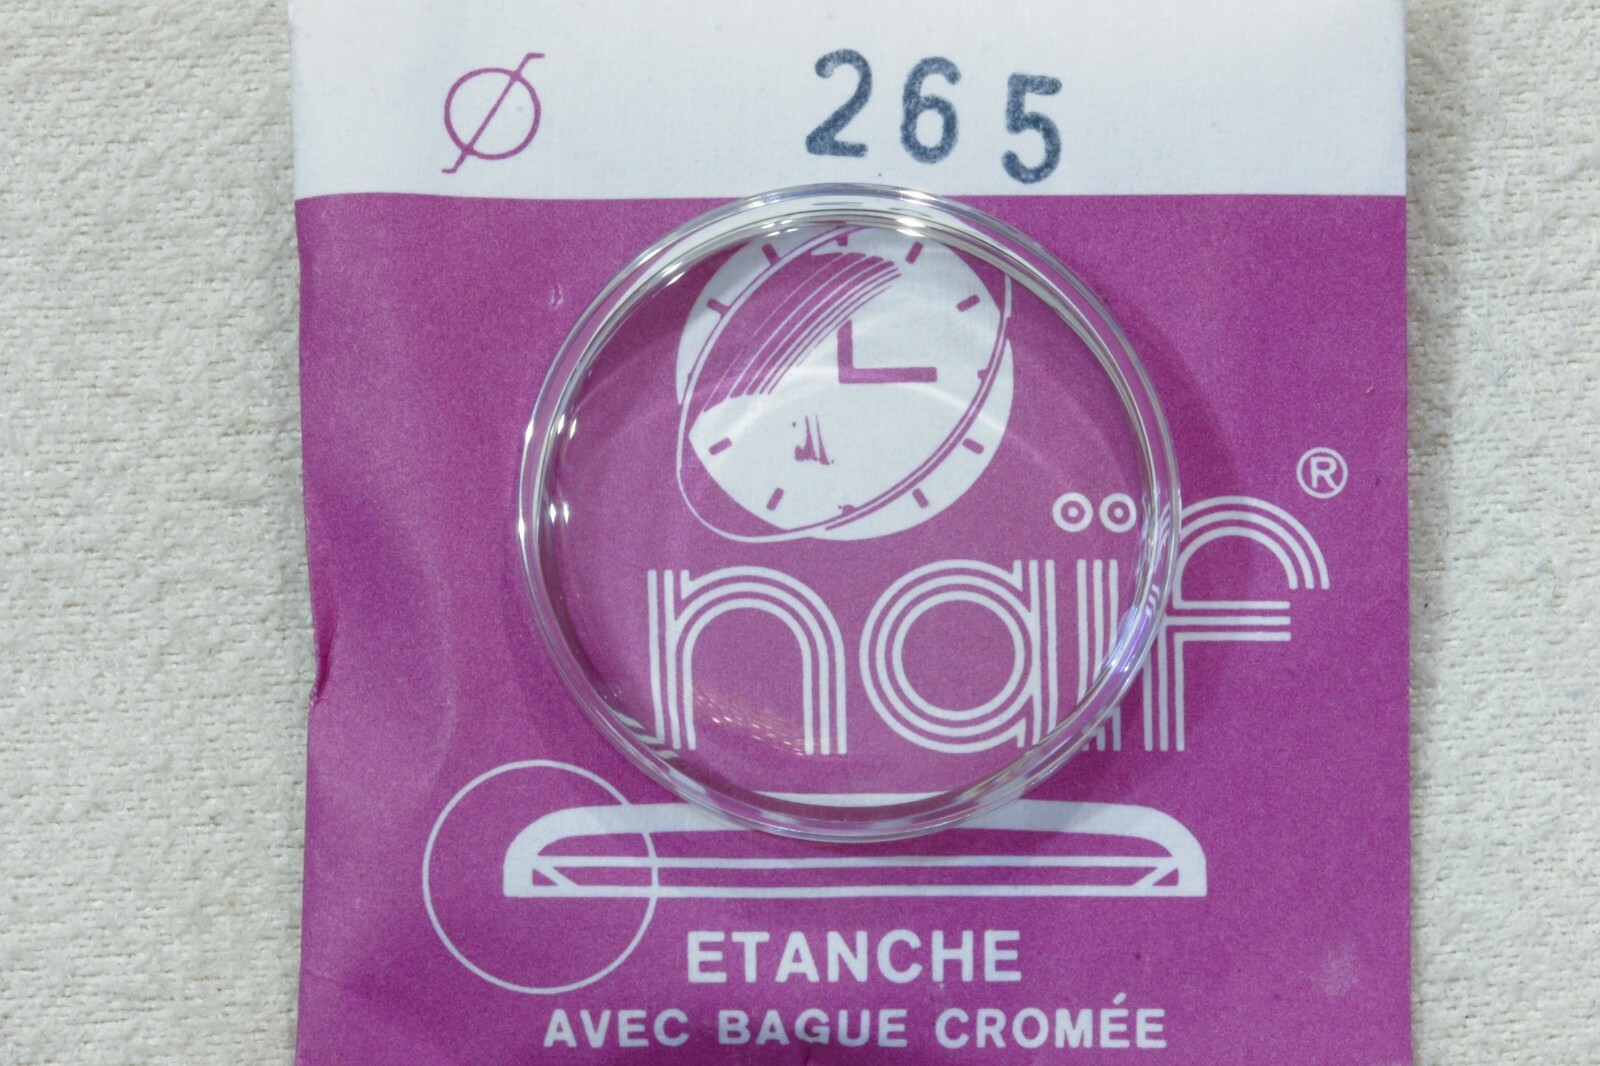 Ø 265
naïf®
ETANCHE
AVEC BAGUE CROMÉE